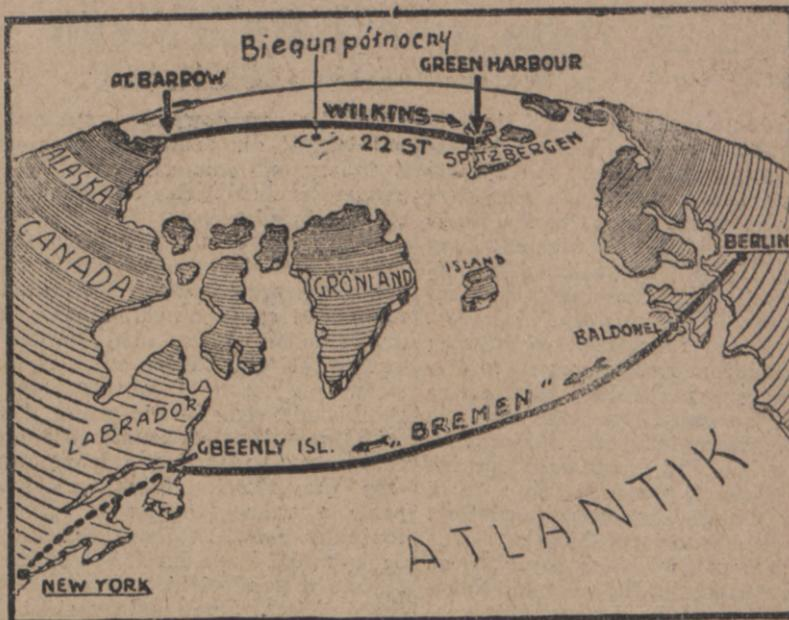 Biegun północny
PT. BARROW
GREEN HARBOUR
WILKINS
22 ST
SPITZBERGEN
ALASKA
CANADA
GRÖNLAND
ISLAND
BERLIN
BALDONEL
„BREMEN"
LABRADOR
GREENLY ISL.
ATLANTIK
NEW YORK